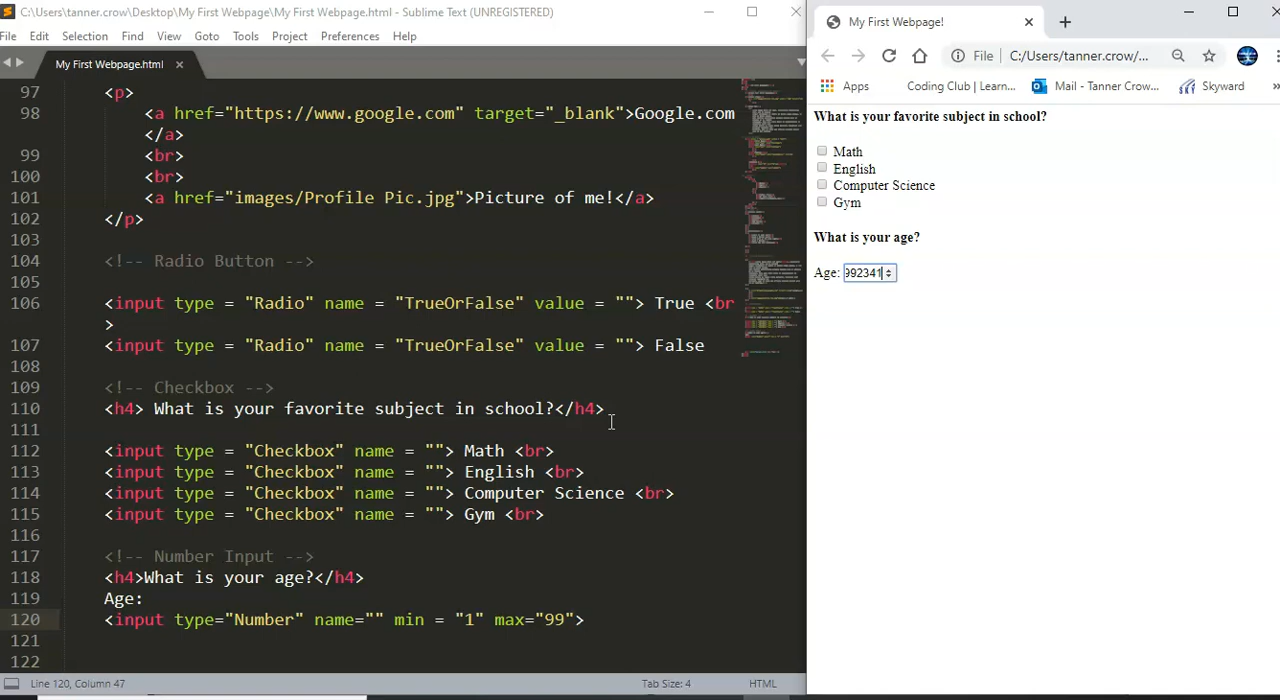 C:\Users\tanner.crow\Desktop\My First Webpage\My First Webpage.html - Sublime Text (UNREGISTERED)
File Edit Selection Find View Goto Tools Project Preferences Help
My First Webpage.html
97 <p>
98 <a href="https://www.google.com" target="_blank">Google.com
</a>
99 <br>
100 <br>
101 <a href="images/Profile Pic.jpg">Picture of me!</a>
102 </p>
103
104 <!-- Radio Button -->
105
106 <input type = "Radio" name = "TrueOrFalse" value = ""> True <br
>
107 <input type = "Radio" name = "TrueOrFalse" value = ""> False
108
109 <!-- Checkbox -->
110 <h4> What is your favorite subject in school?</h4>
111
112 <input type = "Checkbox" name = ""> Math <br>
113 <input type = "Checkbox" name = ""> English <br>
114 <input type = "Checkbox" name = ""> Computer Science <br>
115 <input type = "Checkbox" name = ""> Gym <br>
116
117 <!-- Number Input -->
118 <h4>What is your age?</h4>
119 Age:
120 <input type="Number" name="" min = "1" max="99">
121
122
Line 120, Column 47 Tab Size: 4 HTML
My First Webpage!
File C:/Users/tanner.crow/...
Apps Coding Club | Learn... Mail - Tanner Crow... Skyward
What is your favorite subject in school?
Math
English
Computer Science
Gym
What is your age?
Age: 992341